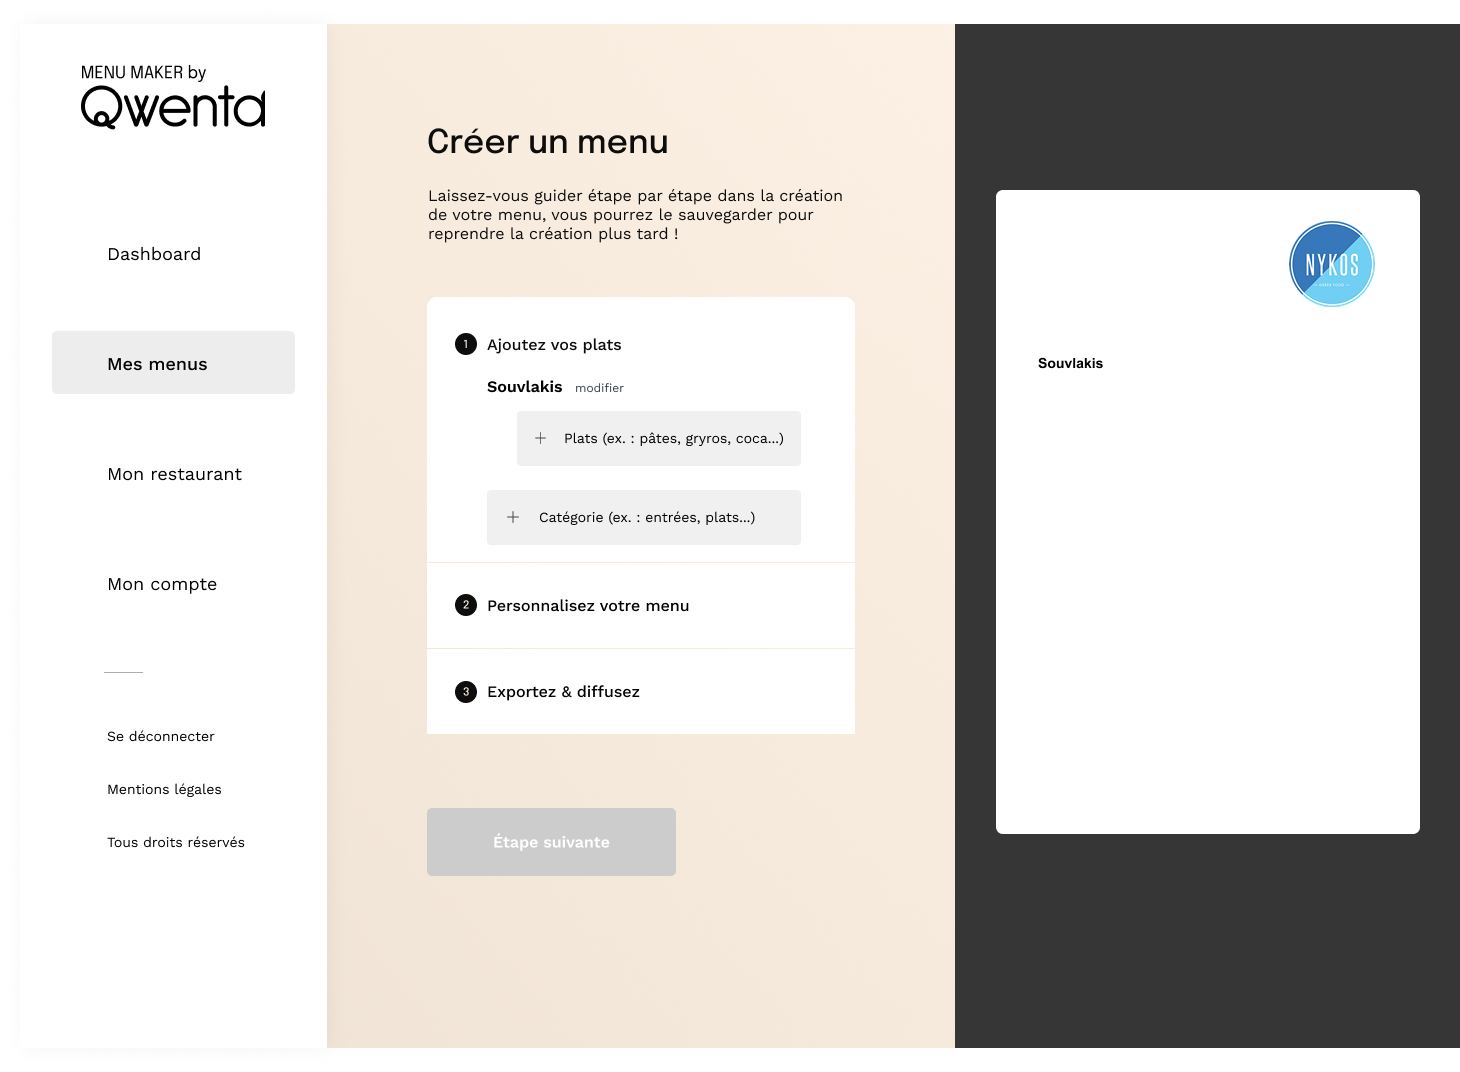 MENU MAKER by
Qwenta
Dashboard
Mes menus
Mon restaurant
Mon compte
Se déconnecter
Mentions légales
Tous droits réservés
Créer un menu
Laissez-vous guider étape par étape dans la création
de votre menu, vous pourrez le sauvegarder pour
reprendre la création plus tard !
1 Ajoutez vos plats
Souvlakis modifier
+ Plats (ex. : pâtes, gryros, coca...)
+ Catégorie (ex. : entrées, plats...)
2 Personnalisez votre menu
3 Exportez & diffusez
Étape suivante
NYKOS
Souvlakis